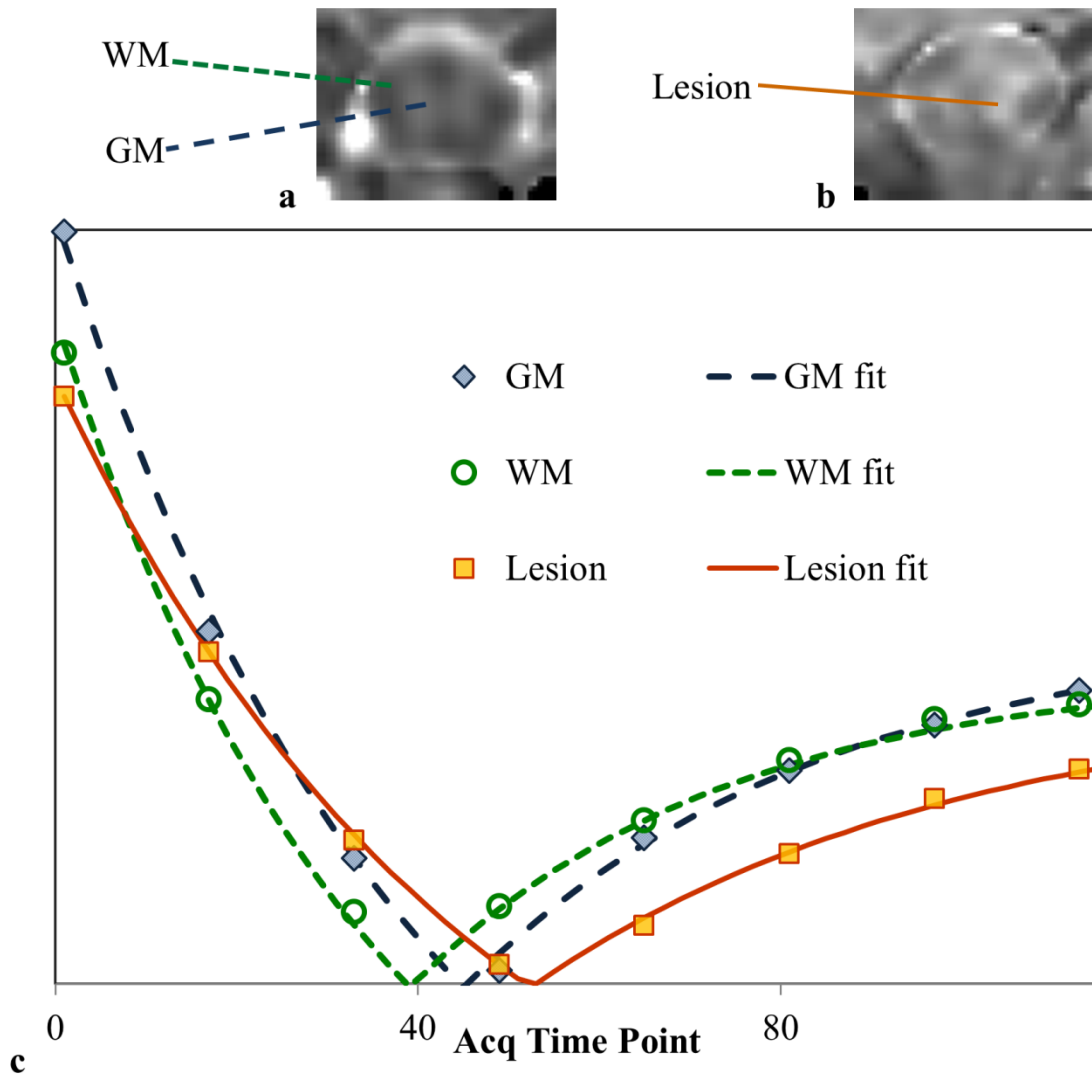 WM
GM
a
Lesion
b
GM
GM fit
WM
WM fit
Lesion
Lesion fit
0
40
80
Acq Time Point
c